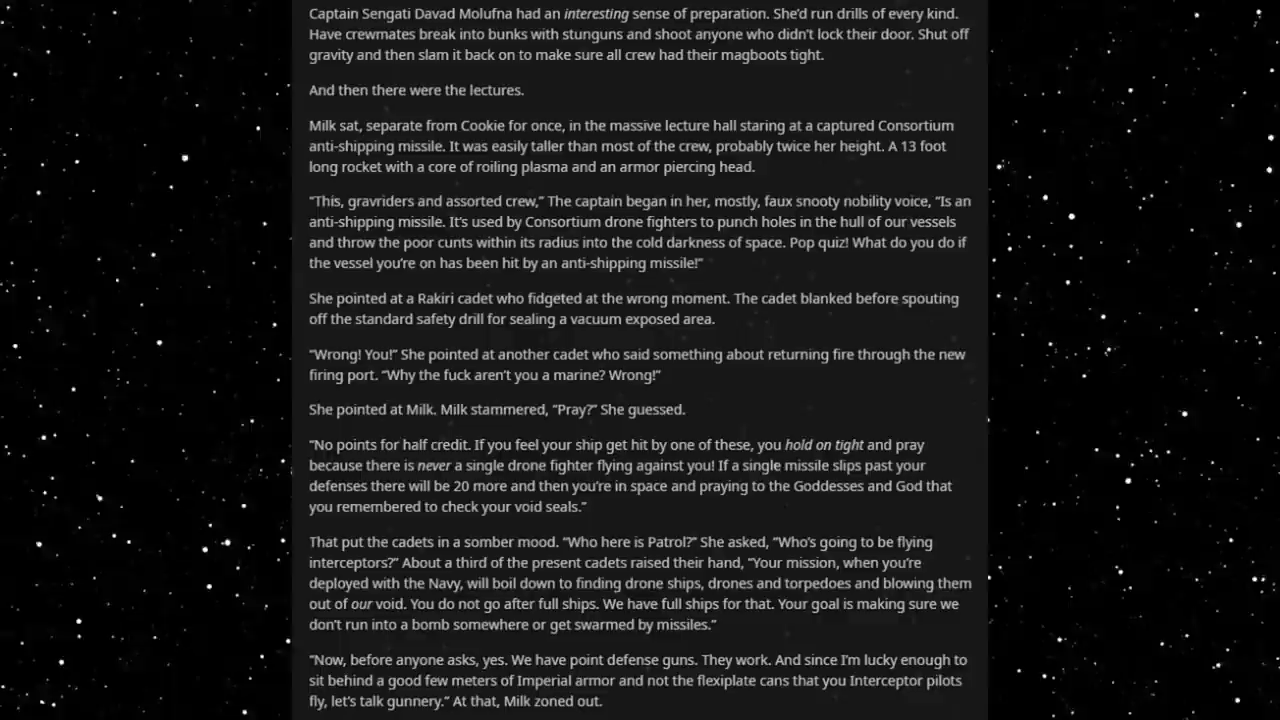 Captain Sengati Davad Molufna had an interesting sense of preparation. She’d run drills of every kind.
Have crewmates break into bunks with stunguns and shoot anyone who didn’t lock their door. Shut off
gravity and then slam it back on to make sure all crew had their magboots tight.
And then there were the lectures.
Milk sat, separate from Cookie for once, in the massive lecture hall staring at a captured Consortium
anti-shipping missile. It was easily taller than most of the crew, probably twice her height. A 13 foot
long rocket with a core of roiling plasma and an armor piercing head.
“This, gravriders and assorted crew,” The captain began in her, mostly, faux snooty nobility voice, “Is an
anti-shipping missile. It’s used by Consortium drone fighters to punch holes in the hull of our vessels
and throw the poor cunts within its radius into the cold darkness of space. Pop quiz! What do you do if
the vessel you’re on has been hit by an anti-shipping missile!”
She pointed at a Rakiri cadet who fidgeted at the wrong moment. The cadet blanked before spouting
off the standard safety drill for sealing a vacuum exposed area.
“Wrong! You!” She pointed at another cadet who said something about returning fire through the new
firing port. “Why the fuck aren’t you a marine? Wrong!”
She pointed at Milk. Milk stammered, “Pray?” She guessed.
“No points for half credit. If you feel your ship get hit by one of these, you hold on tight and pray
because there is never a single drone fighter flying against you! If a single missile slips past your
defenses there will be 20 more and then you’re in space and praying to the Goddesses and God that
you remembered to check your void seals.”
That put the cadets in a somber mood. “Who here is Patrol?” She asked, “Who’s going to be flying
interceptors?” About a third of the present cadets raised their hand, “Your mission, when you’re
deployed with the Navy, will boil down to finding drone ships, drones and torpedoes and blowing them
out of our void. You do not go after full ships. We have full ships for that. Your goal is making sure we
don’t run into a bomb somewhere or get swarmed by missiles.”
“Now, before anyone asks, yes. We have point defense guns. They work. And since I’m lucky enough to
sit behind a good few meters of Imperial armor and not the flexiplate cans that you Interceptor pilots
fly, let’s talk gunnery.” At that, Milk zoned out.